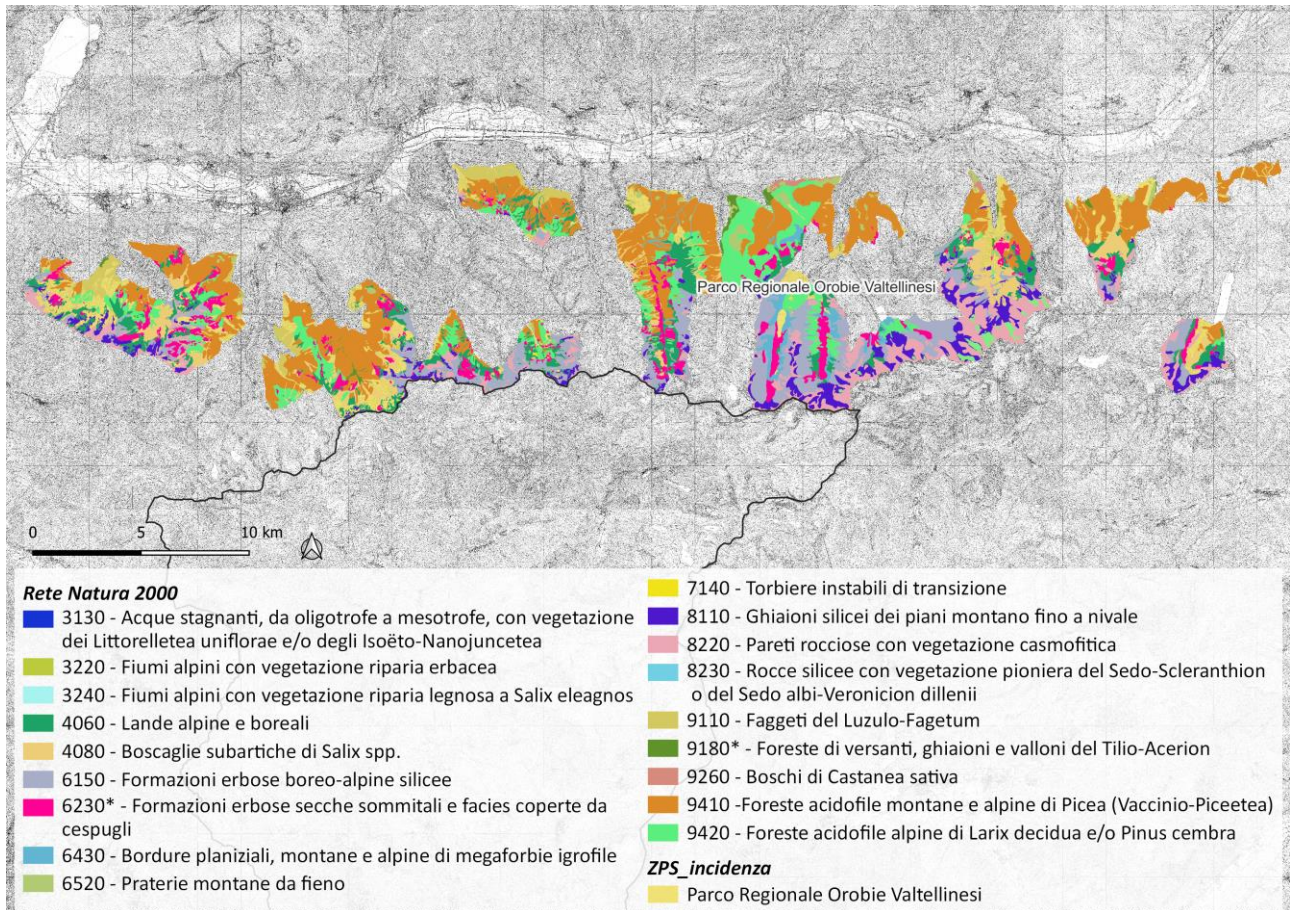 Parco Regionale Orobie Valtellinesi
0 5 10 km
Rete Natura 2000
3130 - Acque stagnanti, da oligotrofe a mesotrofe, con vegetazione
dei Littorelletea uniflorae e/o degli Isoëto-Nanojuncetea
3220 - Fiumi alpini con vegetazione riparia erbacea
3240 - Fiumi alpini con vegetazione riparia legnosa a Salix eleagnos
4060 - Lande alpine e boreali
4080 - Boscaglie subartiche di Salix spp.
6150 - Formazioni erbose boreo-alpine silicee
6230* - Formazioni erbose secche sommitali e facies coperte da
cespugli
6430 - Bordure planiziali, montane e alpine di megaforbie igrofile
6520 - Praterie montane da fieno
7140 - Torbiere instabili di transizione
8110 - Ghiaioni silicei dei piani montano fino a nivale
8220 - Pareti rocciose con vegetazione casmofitica
8230 - Rocce silicee con vegetazione pioniera del Sedo-Scleranthion
o del Sedo albi-Veronicion dillenii
9110 - Faggeti del Luzulo-Fagetum
9180* - Foreste di versanti, ghiaioni e valloni del Tilio-Acerion
9260 - Boschi di Castanea sativa
9410 -Foreste acidofile montane e alpine di Picea (Vaccinio-Piceetea)
9420 - Foreste acidofile alpine di Larix decidua e/o Pinus cembra
ZPS_incidenza
Parco Regionale Orobie Valtellinesi